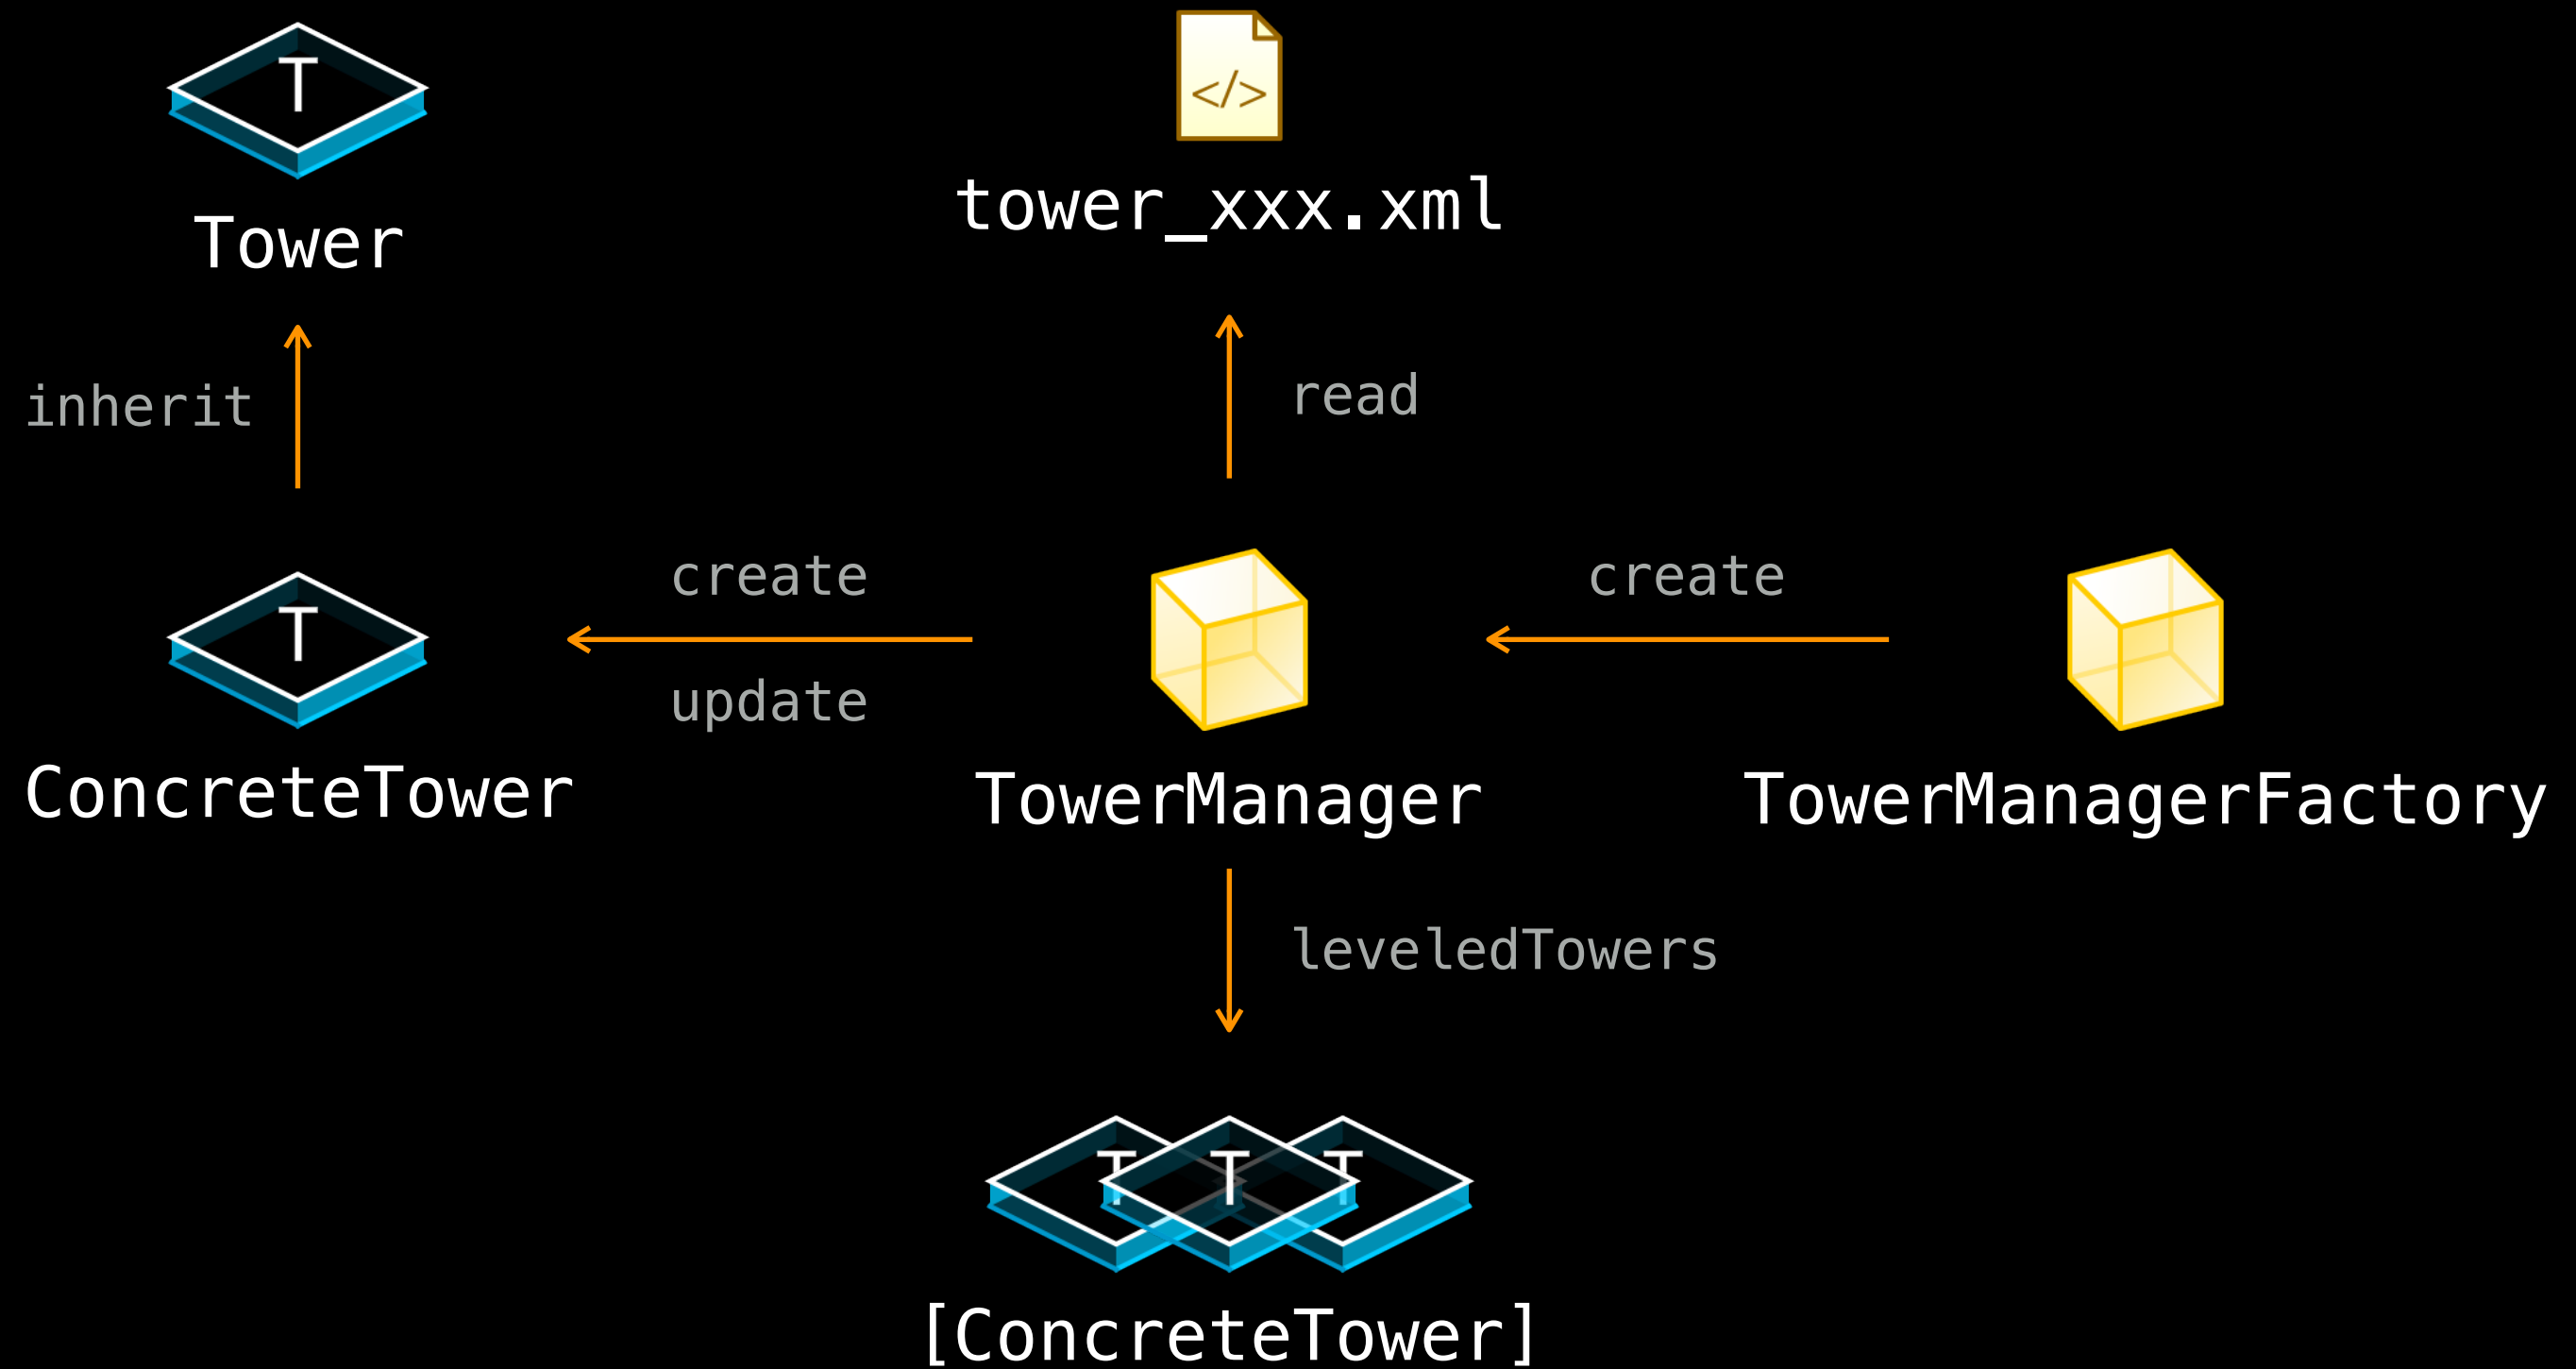 T
</>
Tower
tower_xxx.xml
inherit
read
T
create
create
update
ConcreteTower
TowerManager
TowerManagerFactory
leveledTowers
T
T
T
[ConcreteTower]